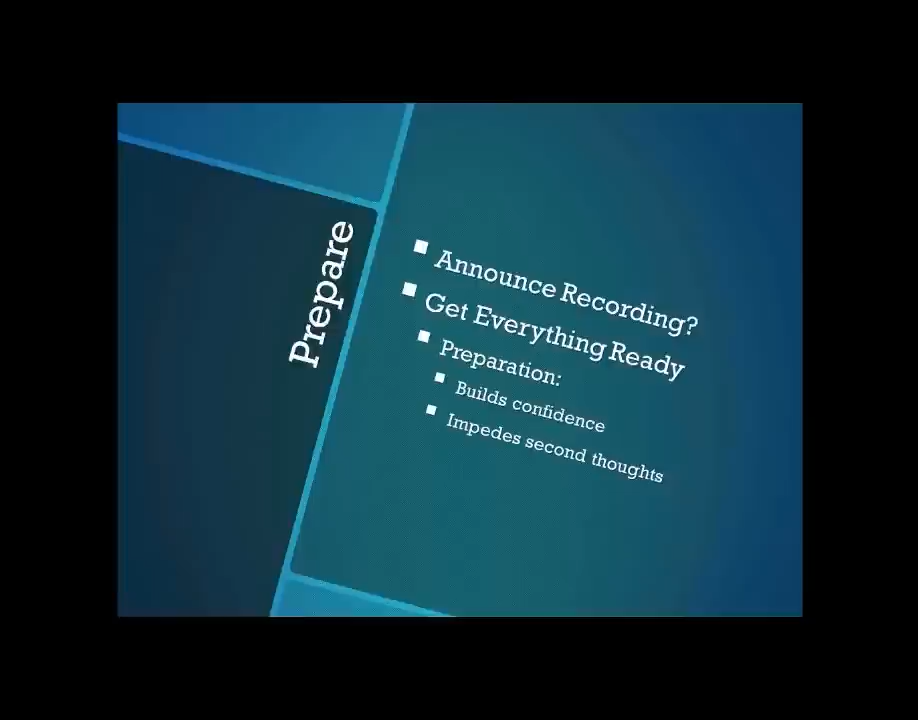 Prepare
Announce Recording?
Get Everything Ready
Preparation:
Builds confidence
Impedes second thoughts